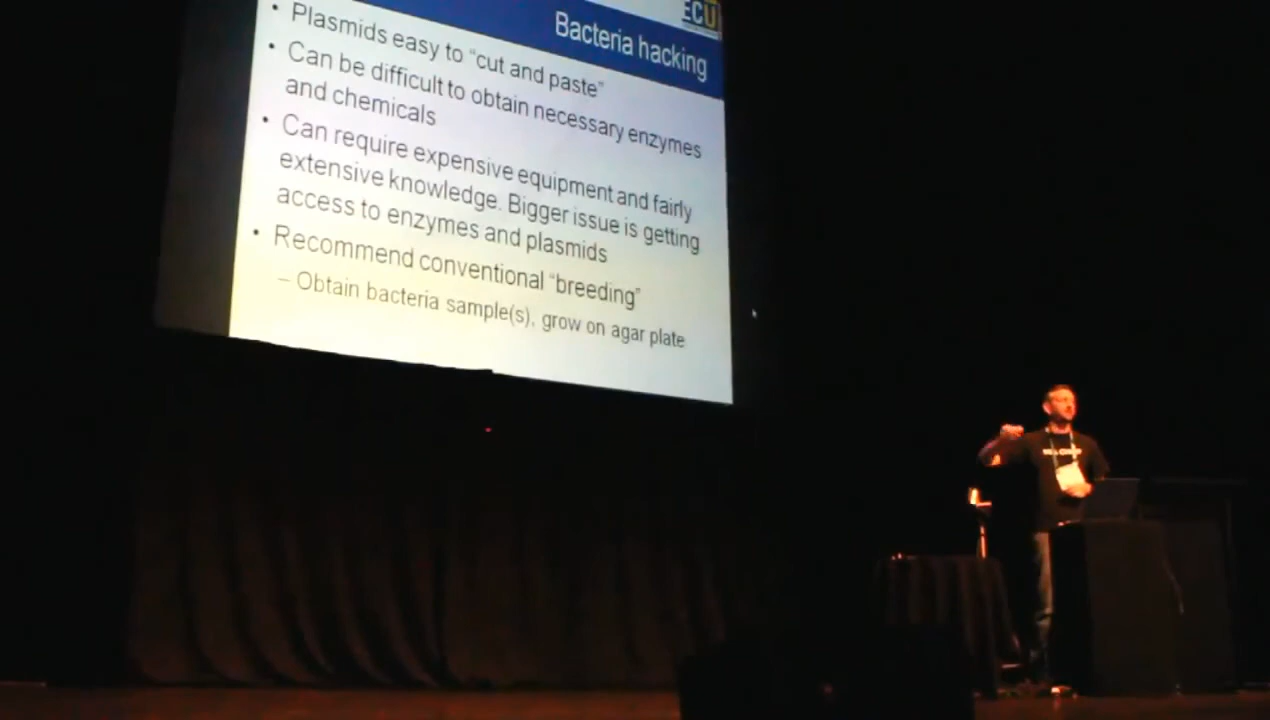 ECU
Bacteria hacking
• Plasmids easy to “cut and paste”
• Can be difficult to obtain necessary enzymes
and chemicals
• Can require expensive equipment and fairly
extensive knowledge. Bigger issue is getting
access to enzymes and plasmids
• Recommend conventional “breeding”
– Obtain bacteria sample(s), grow on agar plate